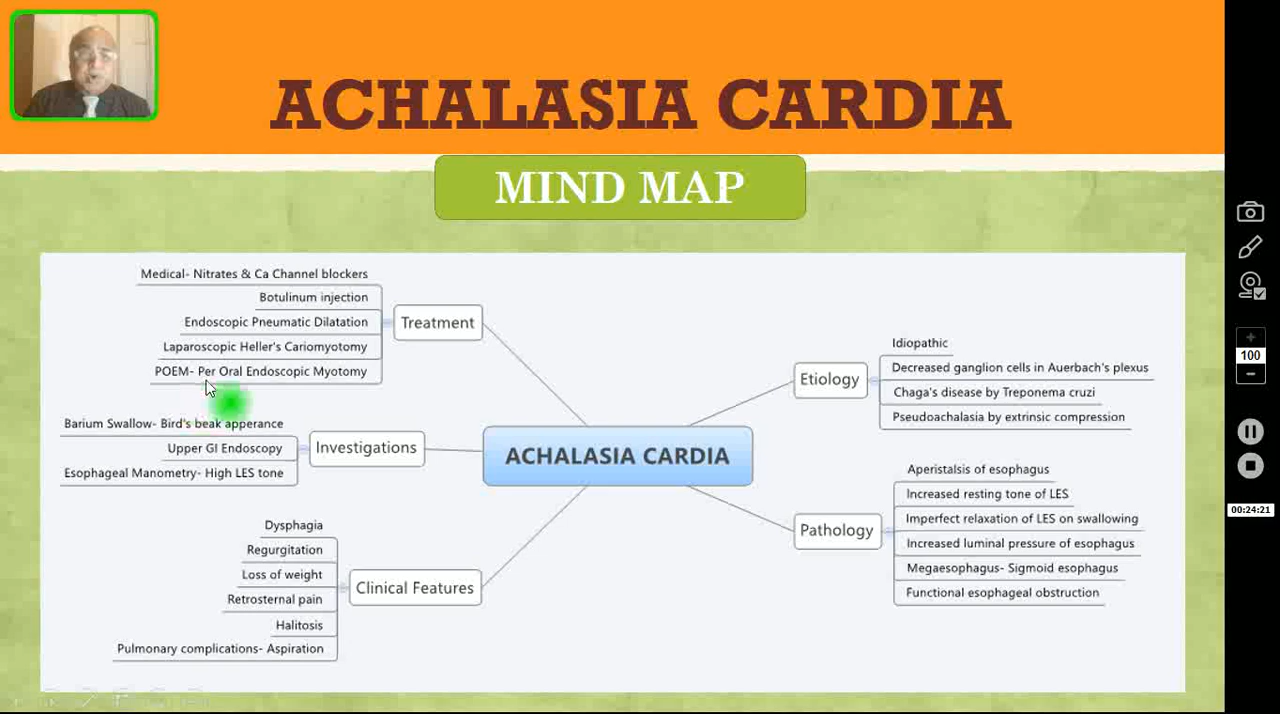 ACHALASIA CARDIA
MIND MAP
Medical- Nitrates & Ca Channel blockers
Botulinum injection
Endoscopic Pneumatic Dilatation
Laparoscopic Heller's Cariomyotomy
POEM- Per Oral Endoscopic Myotomy
Treatment
Barium Swallow- Bird's beak apperance
Upper GI Endoscopy
Esophageal Manometry- High LES tone
Investigations
Dysphagia
Regurgitation
Loss of weight
Retrosternal pain
Halitosis
Pulmonary complications- Aspiration
Clinical Features
ACHALASIA CARDIA
Etiology
Idiopathic
Decreased ganglion cells in Auerbach's plexus
Chaga's disease by Treponema cruzi
Pseudoachalasia by extrinsic compression
Pathology
Aperistalsis of esophagus
Increased resting tone of LES
Imperfect relaxation of LES on swallowing
Increased luminal pressure of esophagus
Megaesophagus- Sigmoid esophagus
Functional esophageal obstruction
100
00:24:21